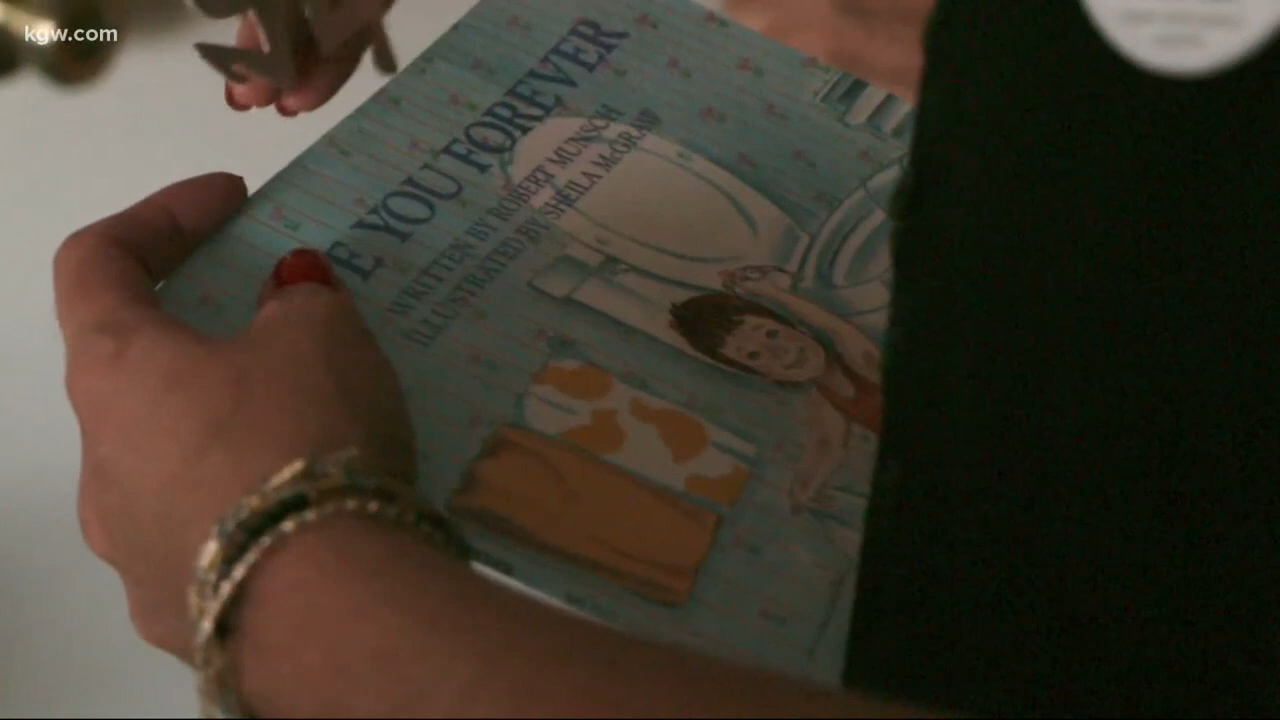 kgw.com
E YOU FOREVER
WRITTEN BY ROBERT MUNSCH
ILLUSTRATED BY SHEILA McGRAW